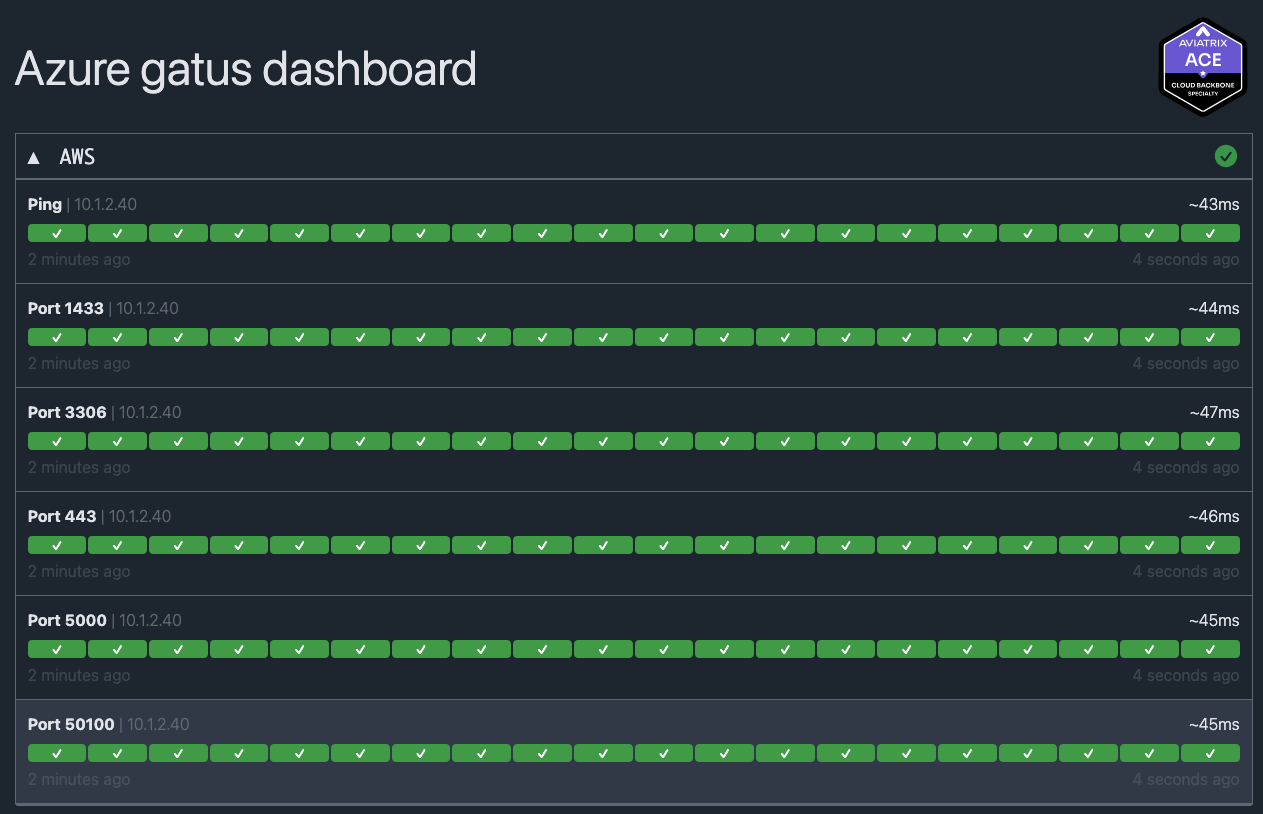 Azure gatus dashboard
AVIATRIX
ACE
CLOUD BACKBONE
SPECIALTY
▲ AWS
Ping | 10.1.2.40 ~43ms
2 minutes ago 4 seconds ago
Port 1433 | 10.1.2.40 ~44ms
2 minutes ago 4 seconds ago
Port 3306 | 10.1.2.40 ~47ms
2 minutes ago 4 seconds ago
Port 443 | 10.1.2.40 ~46ms
2 minutes ago 4 seconds ago
Port 5000 | 10.1.2.40 ~45ms
2 minutes ago 4 seconds ago
Port 50100 | 10.1.2.40 ~45ms
2 minutes ago 4 seconds ago